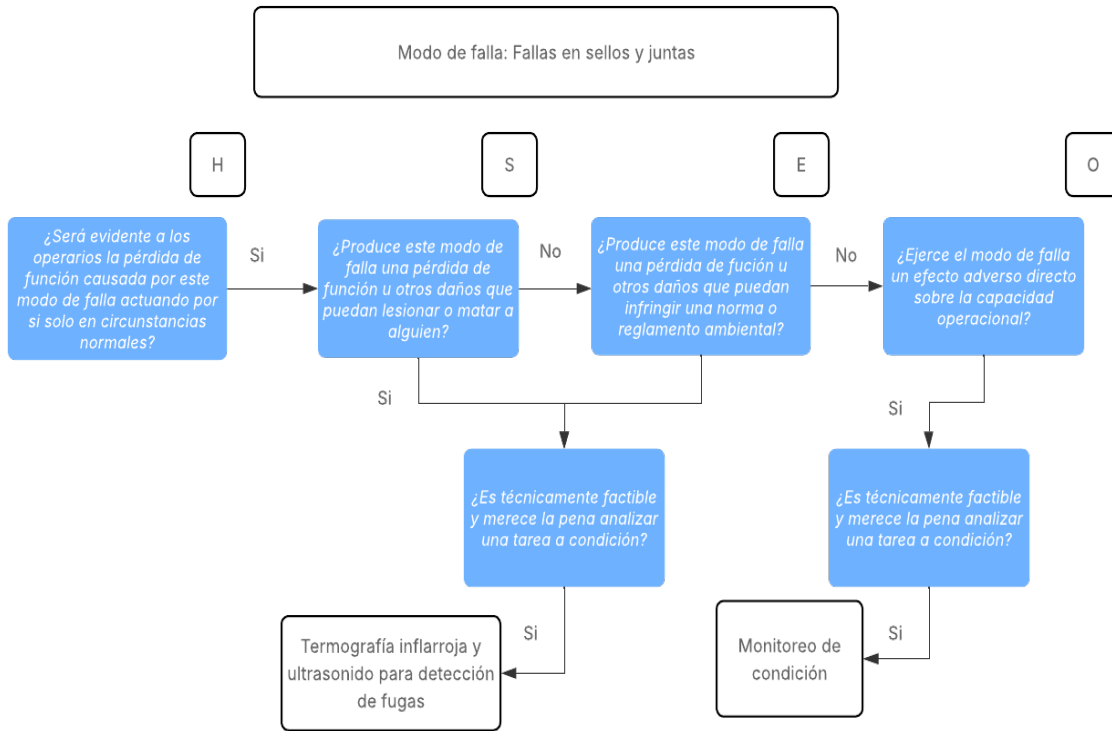 Modo de falla: Fallas en sellos y juntas
H
S
E
O
¿Será evidente a los
operarios la pérdida de
función causada por este
modo de falla actuando por
si solo en circunstancias
normales?
Si
¿Produce este modo de
falla una pérdida de
función u otros daños que
puedan lesionar o matar a
alguien?
No
¿Produce este modo de falla
una pérdida de fución u
otros daños que puedan
infringir una norma o
reglamento ambiental?
No
¿Ejerce el modo de falla
un efecto adverso directo
sobre la capacidad
operacional?
Si
Si
¿Es técnicamente factible
y merece la pena analizar
una tarea a condición?
¿Es técnicamente factible
y merece la pena analizar
una tarea a condición?
Si
Si
Termografía inflarroja y
ultrasonido para detección
de fugas
Monitoreo de
condición